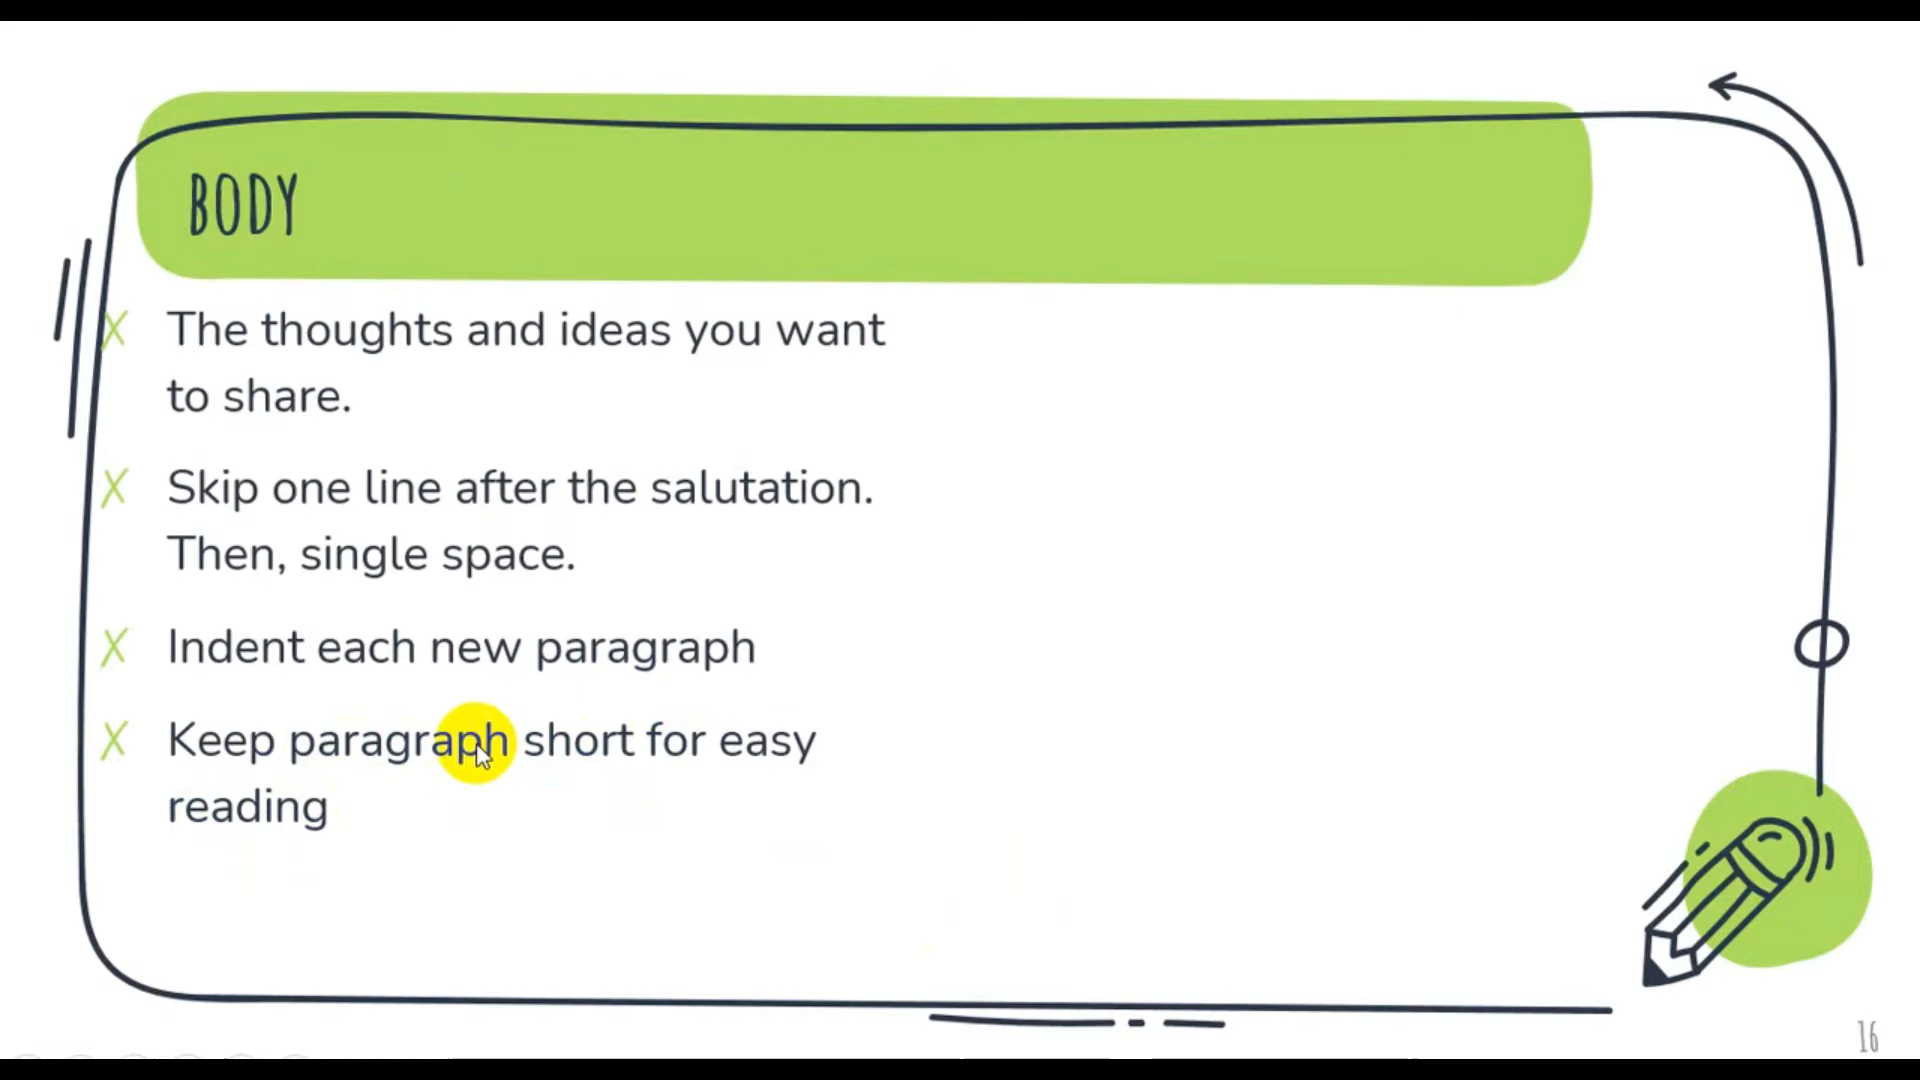 BODY
X The thoughts and ideas you want
to share.
X Skip one line after the salutation.
Then, single space.
X Indent each new paragraph
X Keep paragraph short for easy
reading
16